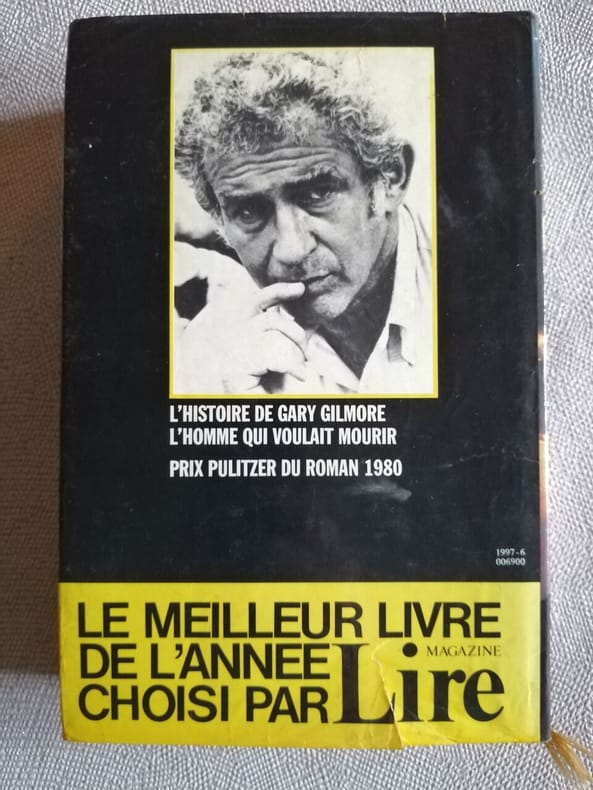 L'HISTOIRE DE GARY GILMORE
L'HOMME QUI VOULAIT MOURIR
PRIX PULITZER DU ROMAN 1980
1997-6
006900
LE MEILLEUR LIVRE
DE L'ANNEE
MAGAZINE
CHOISI PAR Lire